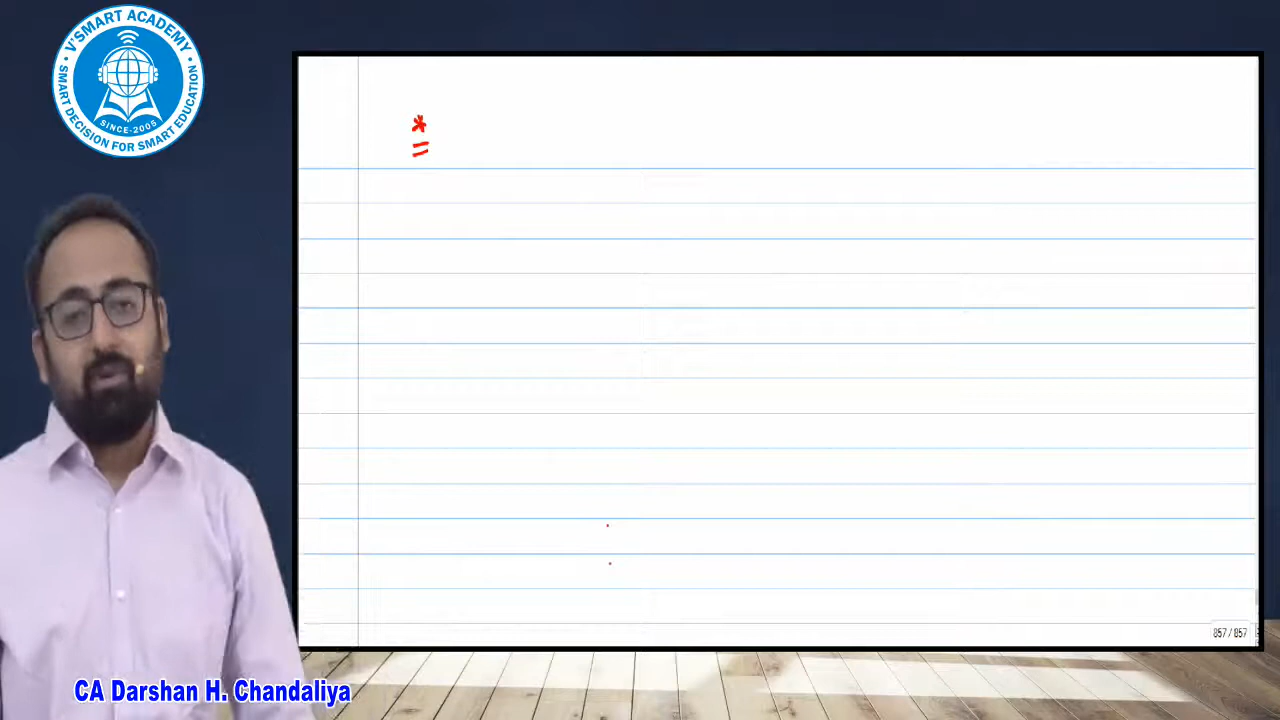 V'SMART ACADEMY
SMART DECISION FOR SMART EDUCATION
SINCE-2005
*
=
857 / 857
CA Darshan H. Chandaliya